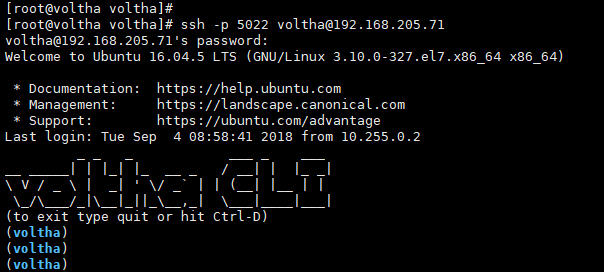 [root@voltha voltha]#
[root@voltha voltha]# ssh -p 5022 voltha@192.168.205.71
voltha@192.168.205.71's password:
Welcome to Ubuntu 16.04.5 LTS (GNU/Linux 3.10.0-327.el7.x86_64 x86_64)
* Documentation: https://help.ubuntu.com
* Management: https://landscape.canonical.com
* Support: https://ubuntu.com/advantage
Last login: Tue Sep 4 08:58:41 2018 from 10.255.0.2
voltha CLI
(to exit type quit or hit Ctrl-D)
(voltha)
(voltha)
(voltha)